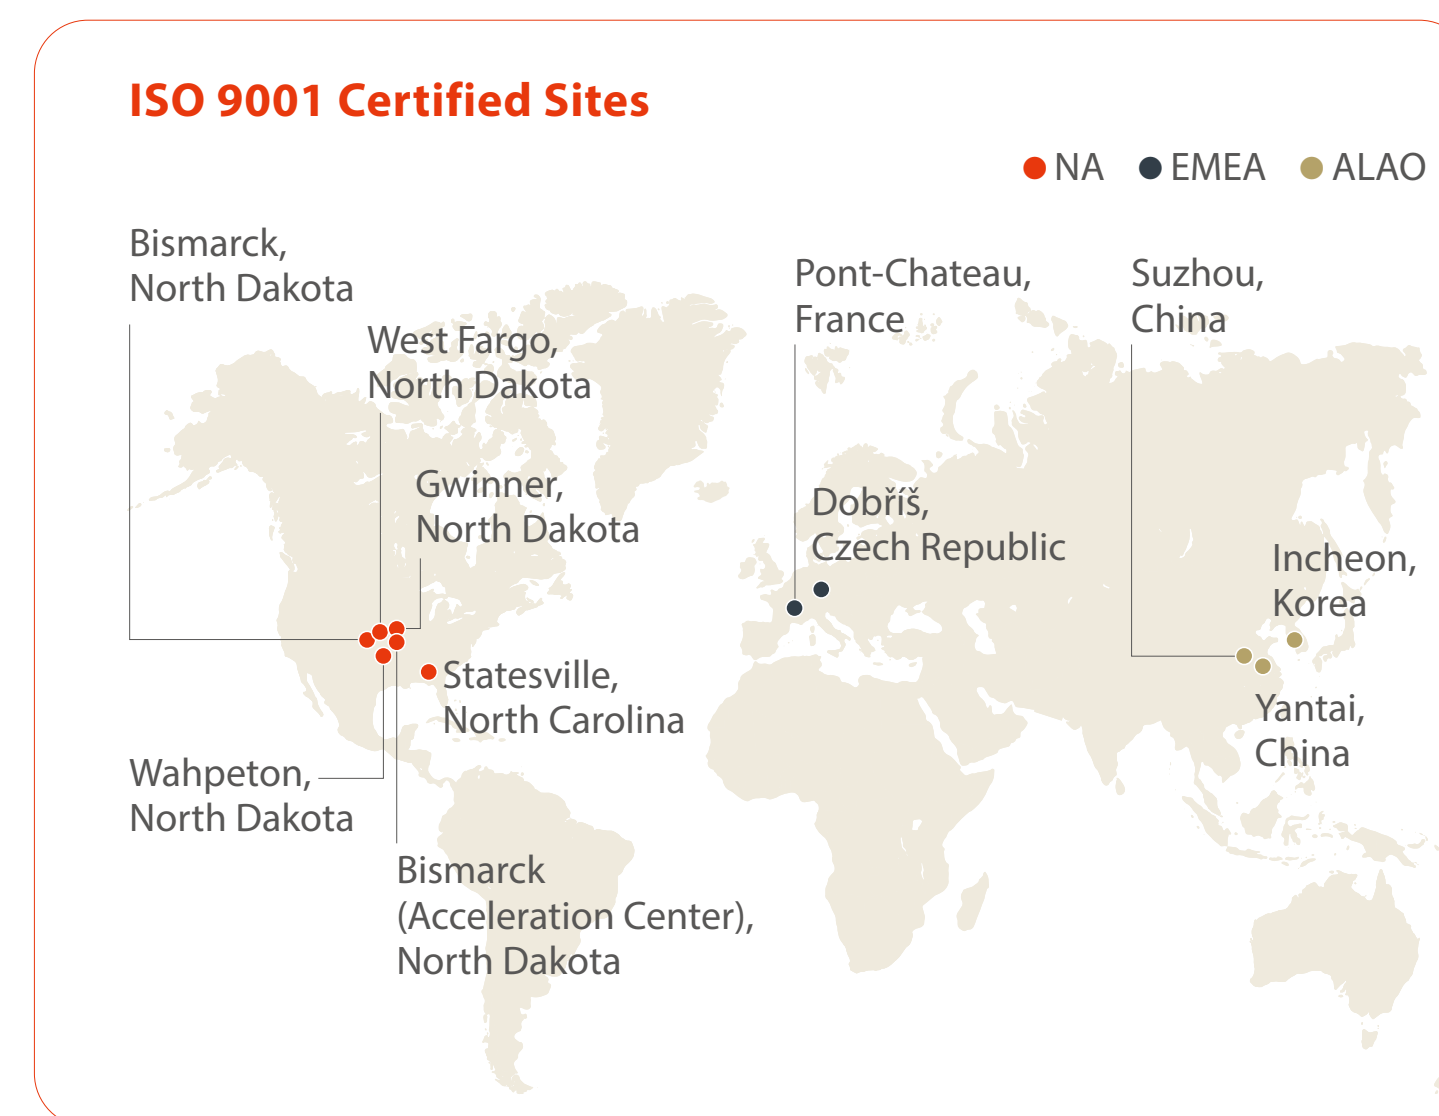 ISO 9001 Certified Sites
NA EMEA ALAO
Bismarck,
North Dakota
West Fargo,
North Dakota
Gwinner,
North Dakota
Statesville,
North Carolina
Wahpeton,
North Dakota
Bismarck
(Acceleration Center),
North Dakota
Pont-Chateau,
France
Dobříš,
Czech Republic
Suzhou,
China
Incheon,
Korea
Yantai,
China